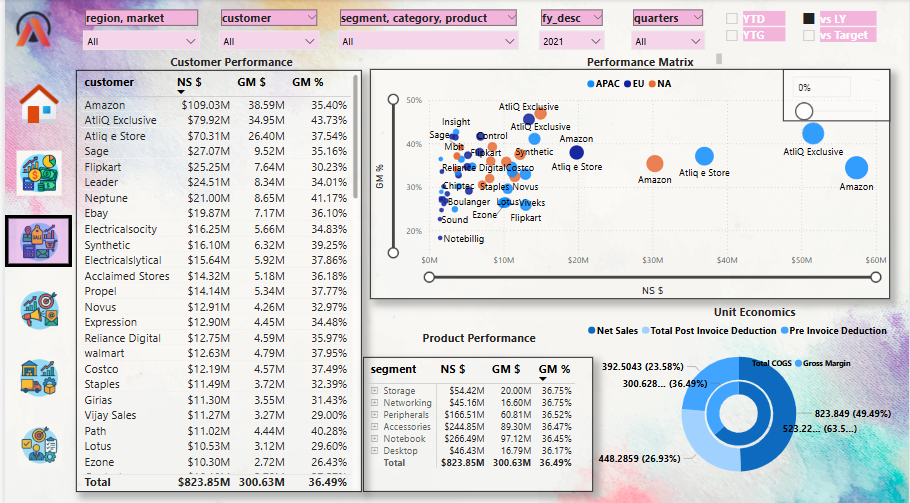 region, market
customer
segment, category, product
fy_desc
quarters
YTD
vs LY
YTG
vs Target
All
All
All
2021
All
Customer Performance
customer NS $ GM $ GM %
Amazon $109.03M 38.59M 35.40%
AtliQ Exclusive $79.92M 34.95M 43.73%
Atliq e Store $70.31M 26.40M 37.54%
Sage $27.07M 9.52M 35.16%
Flipkart $25.25M 7.64M 30.23%
Leader $24.51M 8.34M 34.01%
Neptune $21.00M 8.65M 41.17%
Ebay $19.87M 7.17M 36.10%
Electricalsocity $16.25M 5.66M 34.83%
Synthetic $16.10M 6.32M 39.25%
Electricalslytical $15.64M 5.92M 37.86%
Acclaimed Stores $14.32M 5.18M 36.18%
Propel $14.14M 5.34M 37.77%
Novus $12.91M 4.26M 32.97%
Expression $12.90M 4.45M 34.48%
Reliance Digital $12.75M 4.59M 35.97%
walmart $12.63M 4.79M 37.95%
Costco $12.19M 4.57M 37.49%
Staples $11.49M 3.72M 32.39%
Girias $11.30M 3.55M 31.43%
Vijay Sales $11.27M 3.27M 29.00%
Path $11.02M 4.44M 40.28%
Lotus $10.53M 3.12M 29.60%
Ezone $10.30M 2.72M 26.43%
Total $823.85M 300.63M 36.49%
Performance Matrix
APAC EU NA
0%
GM %
50%
40%
30%
20%
AtliQ Exclusive
Insight
AtliQ Exclusive
Sage
Control
Amazon
AtliQ Exclusive
Mbit
Flipkart
Synthetic
Atliq e Store
Reliance Digital
Costco
Amazon
Atliq e Store
Amazon
Chiptec
Staples
Novus
Boulanger
Lotus
Viveks
Ezone
Flipkart
Sound
Notebillig
$0M $10M $20M $30M $40M $50M $60M
NS $
Product Performance
segment NS $ GM $ GM %
Storage $54.42M 20.00M 36.75%
Networking $45.16M 16.60M 36.75%
Peripherals $166.51M 60.81M 36.52%
Accessories $244.85M 89.30M 36.47%
Notebook $266.49M 97.12M 36.45%
Desktop $46.43M 16.79M 36.17%
Total $823.85M 300.63M 36.49%
Unit Economics
Net Sales Total Post Invoice Deduction Pre Invoice Deduction
Total COGS Gross Margin
392.5043 (23.58%)
300.628... (36.49%)
823.849 (49.49%)
523.22... (63.5...)
448.2859 (26.93%)